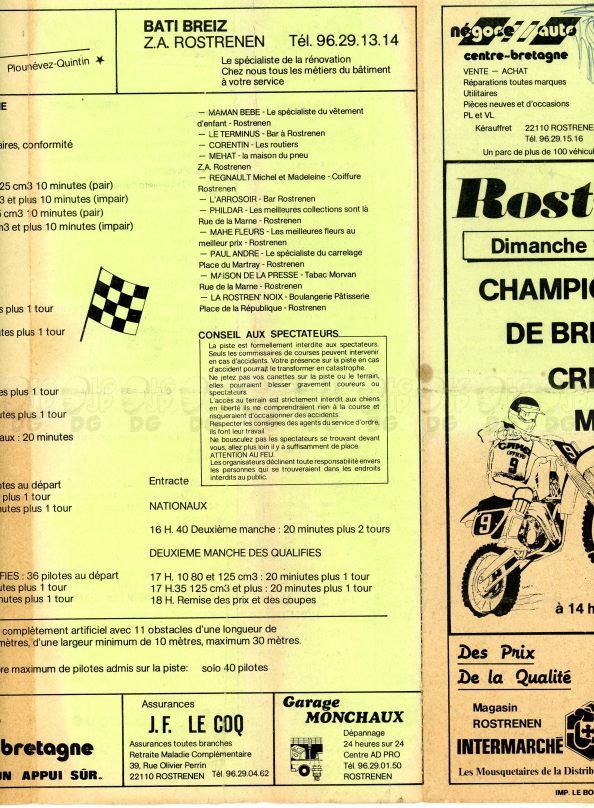 BATI BREIZ
Z.A. ROSTRENEN Tél. 96.29.13.14
Le spécialiste de la rénovation
Chez nous tous les métiers du bâtiment
à votre service
Plounévez-Quintin ★
aires, conformité
25 cm3 10 minutes (pair)
3 et plus 10 minutes (impair)
cm3 10 minutes (pair)
m3 et plus 10 minutes (impair)
s plus 1 tour
utes plus 1 tour
es plus 1 tour
utes plus 1 tour
aux : 20 minutes
otes au départ
plus 1 tour
nutes plus 1 tour
— MAMAN BEBE - Le spécialiste du vêtement
d'enfant - Rostrenen
— LE TERMINUS - Bar à Rostrenen
— CORENTIN - Les routiers
— MEHAT - la maison du pneu
Z.A. Rostrenen
— REGNAULT Michel et Madeleine - Coiffure
Rostrenen
— L'ARROSOIR - Bar Rostrenen
— PHILDAR - Les meilleures collections sont là
Rue de la Marne - Rostrenen
— MAHE FLEURS - Les meilleures fleurs au
meilleur prix - Rostrenen
— PAUL ANDRE - Le spécialiste du carrelage
Place du Martray - Rostrenen
— MAISON DE LA PRESSE - Tabac Morvan
Rue de la Marne - Rostrenen
— LA ROSTREN' NOIX - Boulangerie Pâtisserie
Place de la République - Rostrenen
CONSEIL AUX SPECTATEURS
La piste est formellement interdite aux spectateurs.
Seuls les commissaires de courses peuvent intervenir
en cas d'accidents. Votre présence sur la piste en cas
d'accident pourrait le transformer en catastrophe.
Ne jetez pas vos canettes sur la piste ou le terrain,
elles pourraient blesser gravement coureurs ou
spectateurs.
L'accès au terrain est strictement interdit aux chiens
en liberté ils ne comprendraient rien à la course et
risqueraient d'occasionner des accidents.
Respecter les consignes des agents du service d'ordre,
ils font leur travail.
Ne bousculez pas les spectateurs se trouvant devant
vous, allez plus loin il y a suffisamment de place.
ATTENTION AU FEU.
Les organisateurs déclinent toute responsabilité envers
les personnes qui se trouveraient dans les endroits
interdits au public.
Entracte
NATIONAUX
16 H. 40 Deuxième manche : 20 minutes plus 2 tours
DEUXIEME MANCHE DES QUALIFIES
FIES : 36 pilotes au départ
utes plus 1 tour
nutes plus 1 tour
17 H. 10 80 et 125 cm3 : 20 miniutes plus 1 tour
17 H.35 125 cm3 et plus : 20 minutes plus 1 tour
18 H. Remise des prix et des coupes
complètement artificiel avec 11 obstacles d'une longueur de
mètres, d'une largeur minimum de 10 mètres, maximum 30 mètres.
re maximum de pilotes admis sur la piste: solo 40 pilotes
bretagne
UN APPUI SÛR.
Assurances
J.F. LE COQ
Assurances toutes branches
Retraite Maladie Complémentaire
39, Rue Olivier Perrin
22110 ROSTRENEN Tél. 96.29.04.62
Garage
MONCHAUX
Dépannage
24 heures sur 24
Centre AD PRO
Tél. 96.29.01.50
ROSTRENEN
négoce auto
centre-bretagne
VENTE — ACHAT
Réparations toutes marques
Utilitaires
Pièces neuves et d'occasions
PL et VL
Kérauffret 22110 ROSTRENE
Tél. 96.29.15.16
Un parc de plus de 100 véhicul
Rost
Dimanche
CHAMPIO
DE BRE
CRE
M
9
9
à 14 h
Des Prix
De la Qualité
Magasin
ROSTRENEN
INTERMARCHÉ
Les Mousquetaires de la Distrib
IMP. LE BO